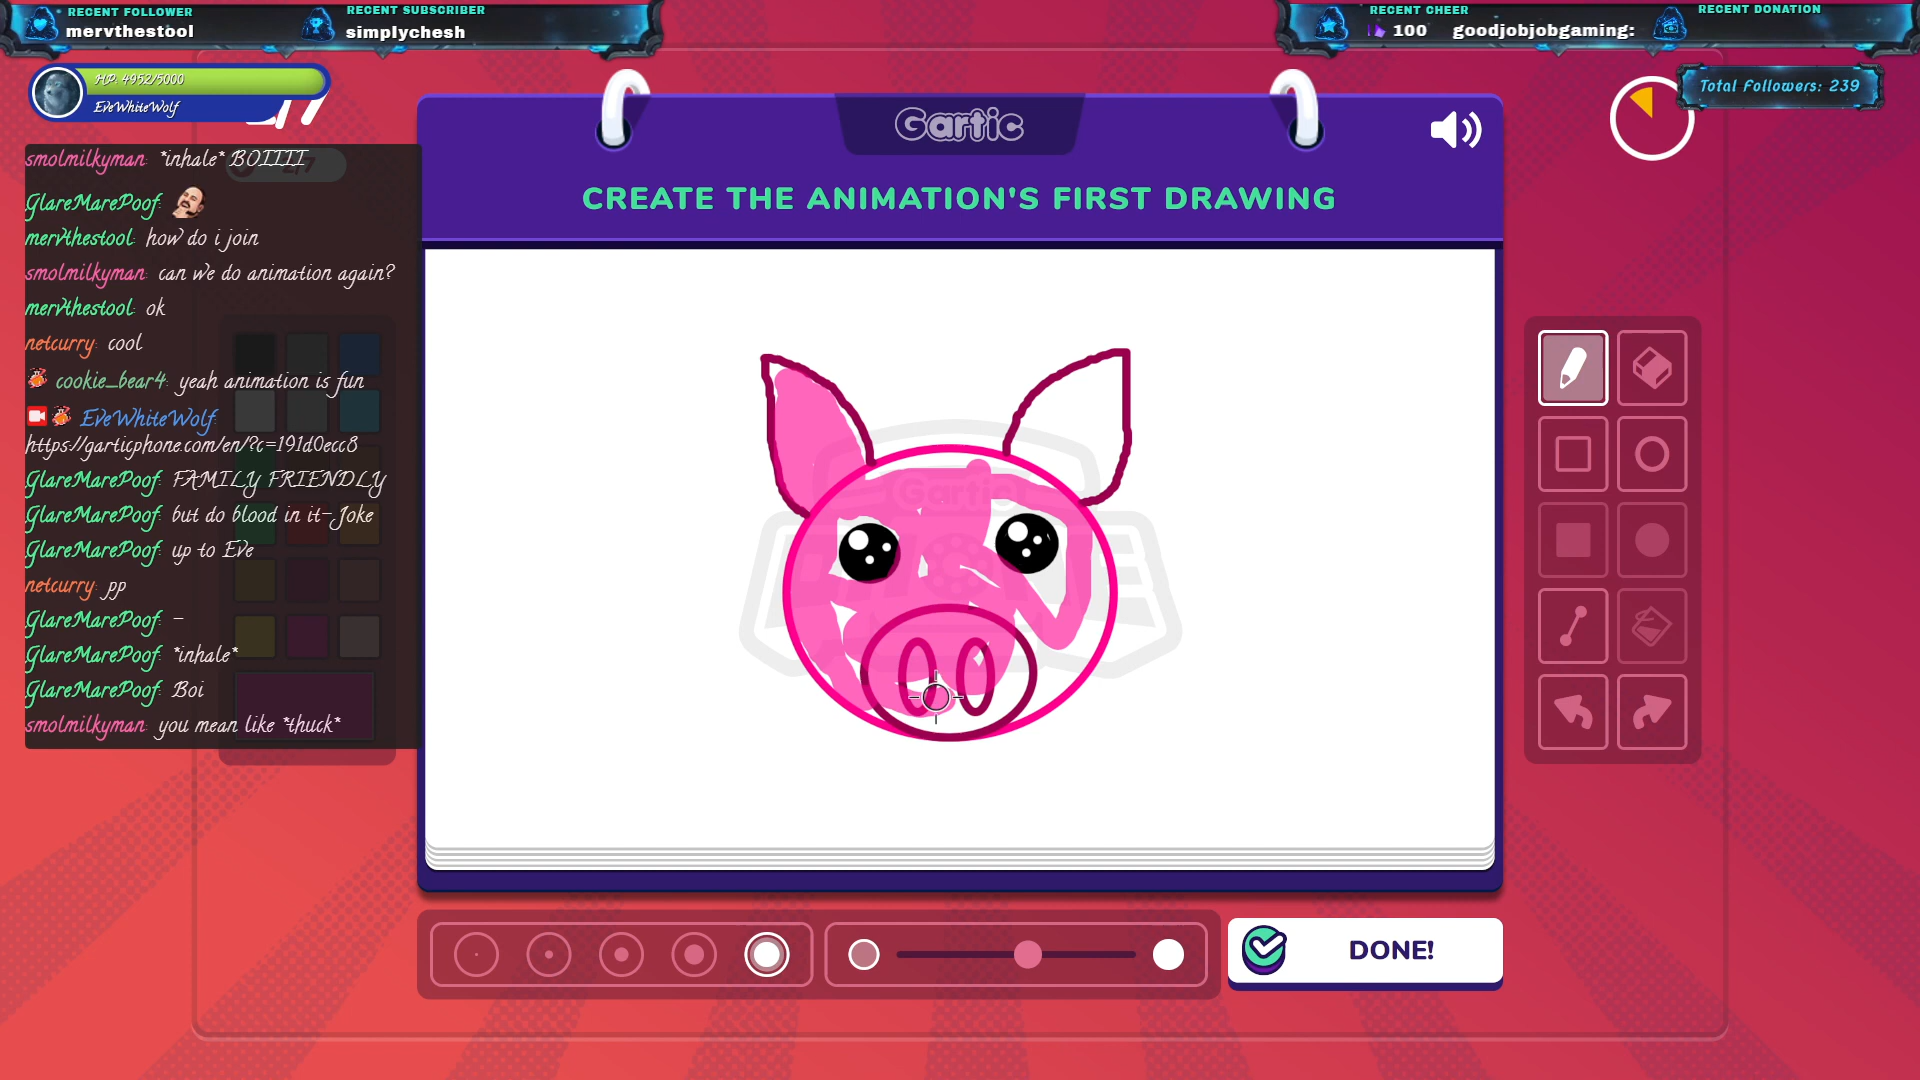 RECENT FOLLOWER
mervthestool
RECENT SUBSCRIBER
simplychesh
RECENT CHEER
100 goodjobjobgaming:
RECENT DONATION
HP: 4952/5000
EveWhiteWolf
Total Followers: 239
Gartic
CREATE THE ANIMATION'S FIRST DRAWING
smolmilkyman: *inhale* BOIIIII
GlareMarePoof:
mervthestool: how do i join
smolmilkyman: can we do animation again?
mervthestool: ok
netcurry: cool
cookie_bear4: yeah animation is fun
EveWhiteWolf:
https://garticphone.com/en/?c=191d0ecc8
GlareMarePoof: FAMILY FRIENDLY
GlareMarePoof: but do blood in it-Joke
GlareMarePoof: up to Eve
netcurry: pp
GlareMarePoof: -
GlareMarePoof: *inhale*
GlareMarePoof: Boi
smolmilkyman: you mean like *thuck*
Gartic
DONE!